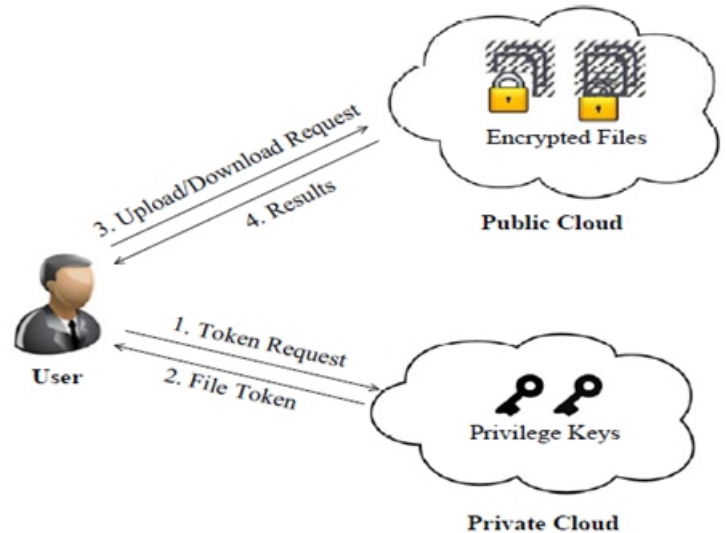 Encrypted Files
Public Cloud
3. Upload/Download Request
4. Results
User
1. Token Request
2. File Token
Privilege Keys
Private Cloud